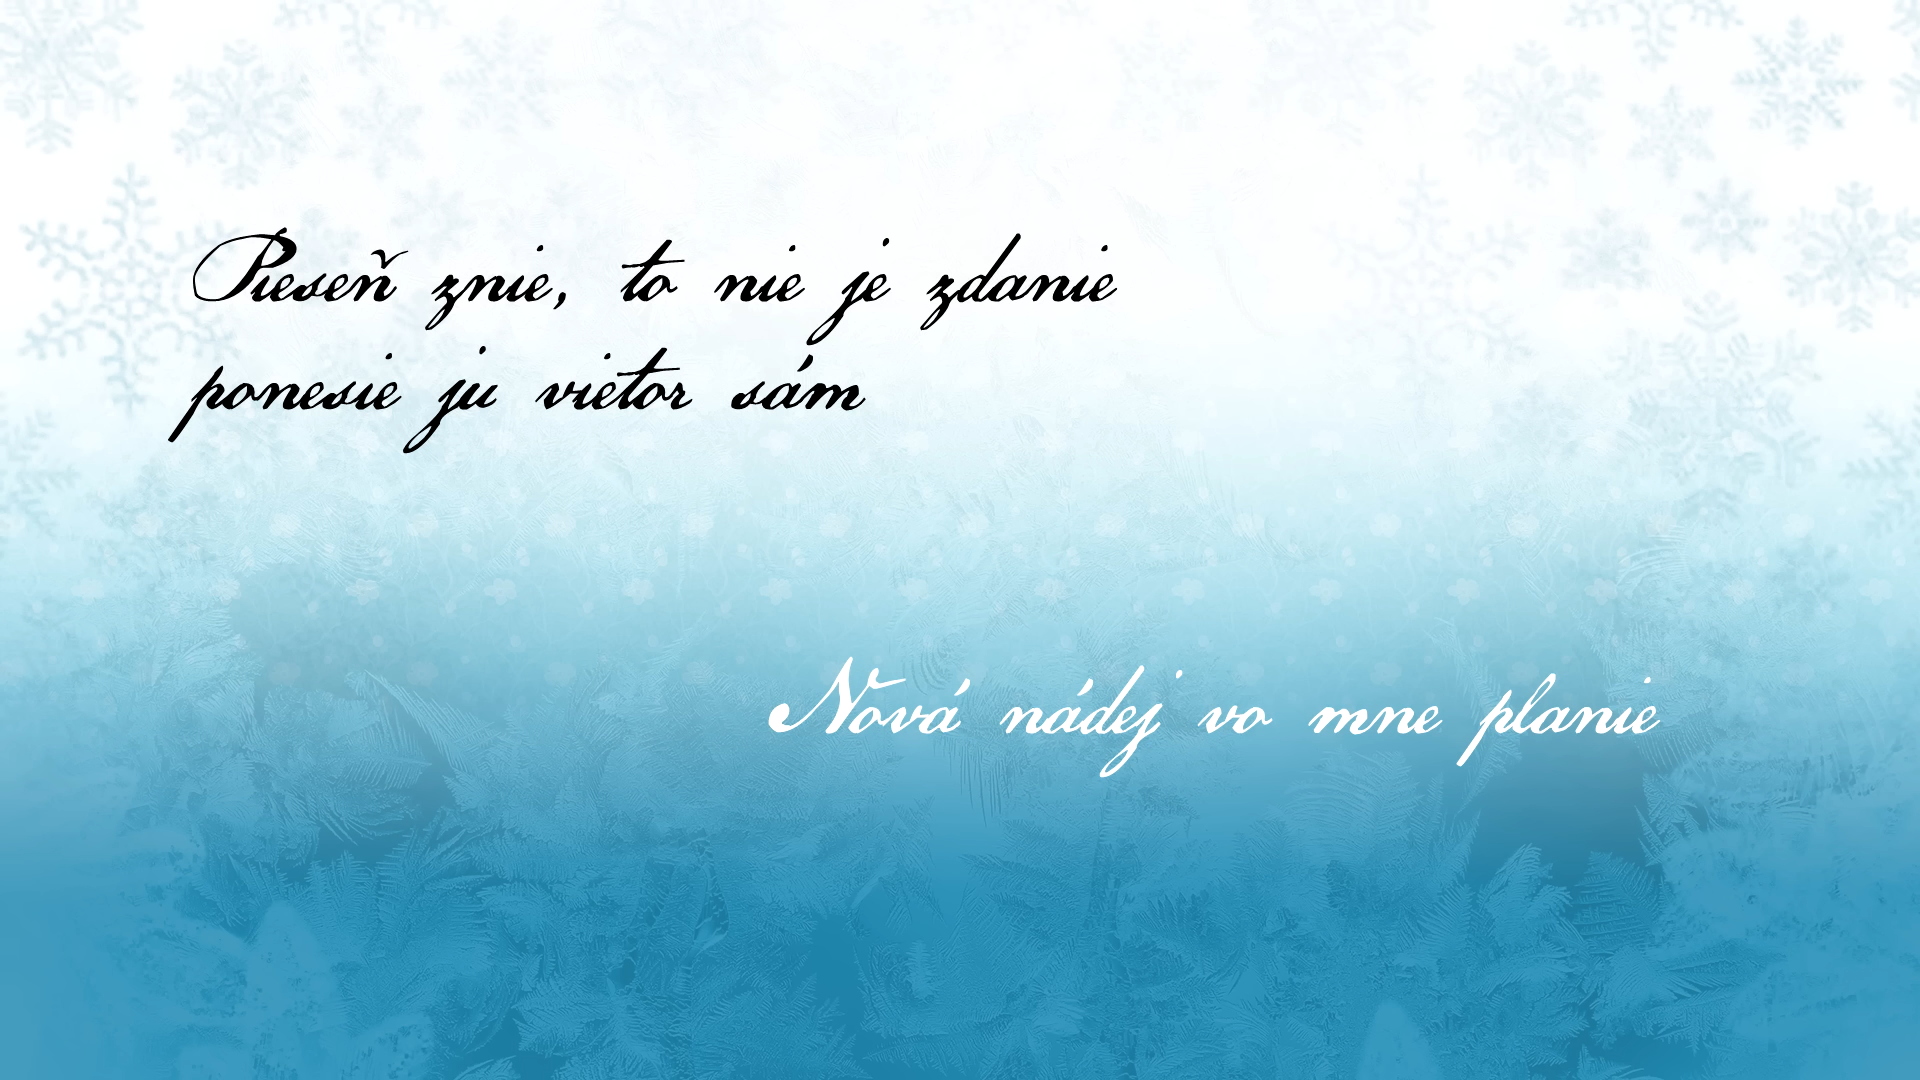 Pieseň znie, to nie je zdanie
ponesie ju vietor sám
Nová nádej vo mne planie